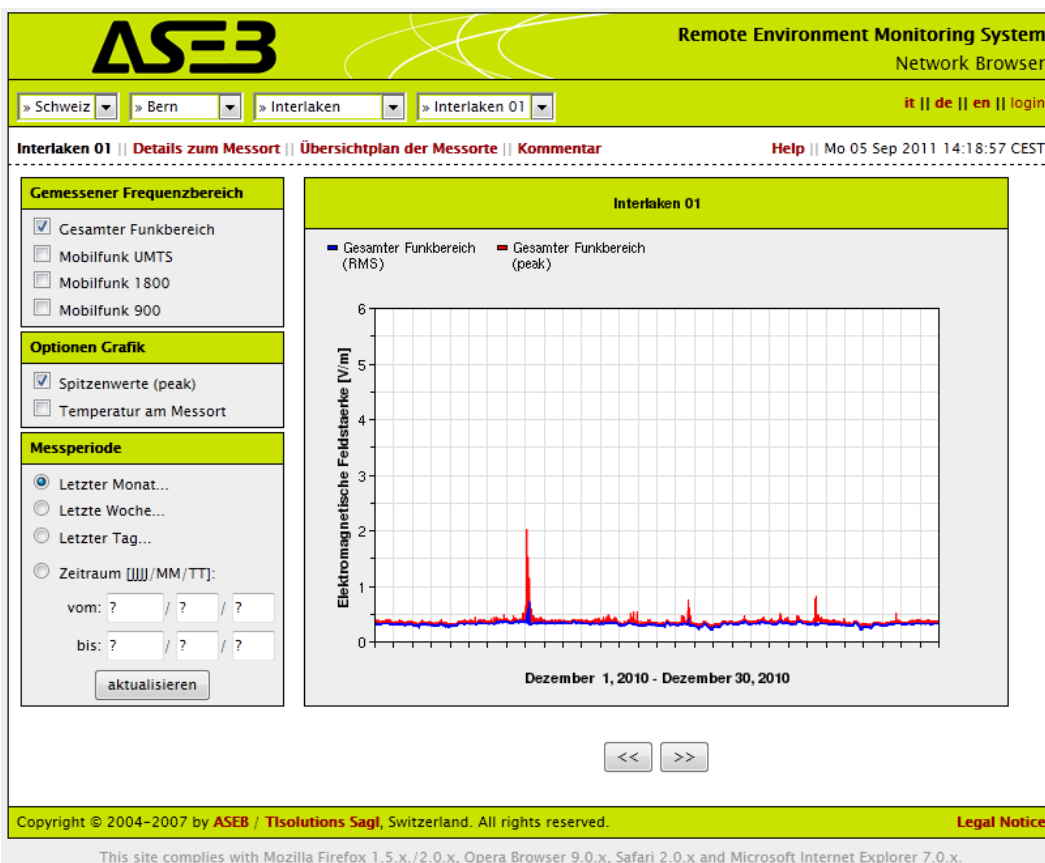 ASEB
Remote Environment Monitoring System
Network Browser
» Schweiz » Bern » Interlaken » Interlaken 01
it || de || en || login
Interlaken 01 || Details zum Messort || Übersichtplan der Messorte || Kommentar
Help || Mo 05 Sep 2011 14:18:57 CEST
Gemessener Frequenzbereich
Gesamter Funkbereich
Mobilfunk UMTS
Mobilfunk 1800
Mobilfunk 900
Optionen Grafik
Spitzenwerte (peak)
Temperatur am Messort
Messperiode
Letzter Monat...
Letzte Woche...
Letzter Tag...
Zeitraum [JJJJ/MM/TT]:
vom: ? / ? / ?
bis: ? / ? / ?
aktualisieren
Interlaken 01
Gesamter Funkbereich
(RMS)
Gesamter Funkbereich
(peak)
Elektromagnetische Feldstaerke [V/m]
6
5
4
3
2
1
0
Dezember 1, 2010 - Dezember 30, 2010
<< >>
Copyright © 2004-2007 by ASEB / TIsolutions Sagl, Switzerland. All rights reserved.
Legal Notice
This site complies with Mozilla Firefox 1.5.x./2.0.x, Opera Browser 9.0.x, Safari 2.0.x and Microsoft Internet Explorer 7.0.x.